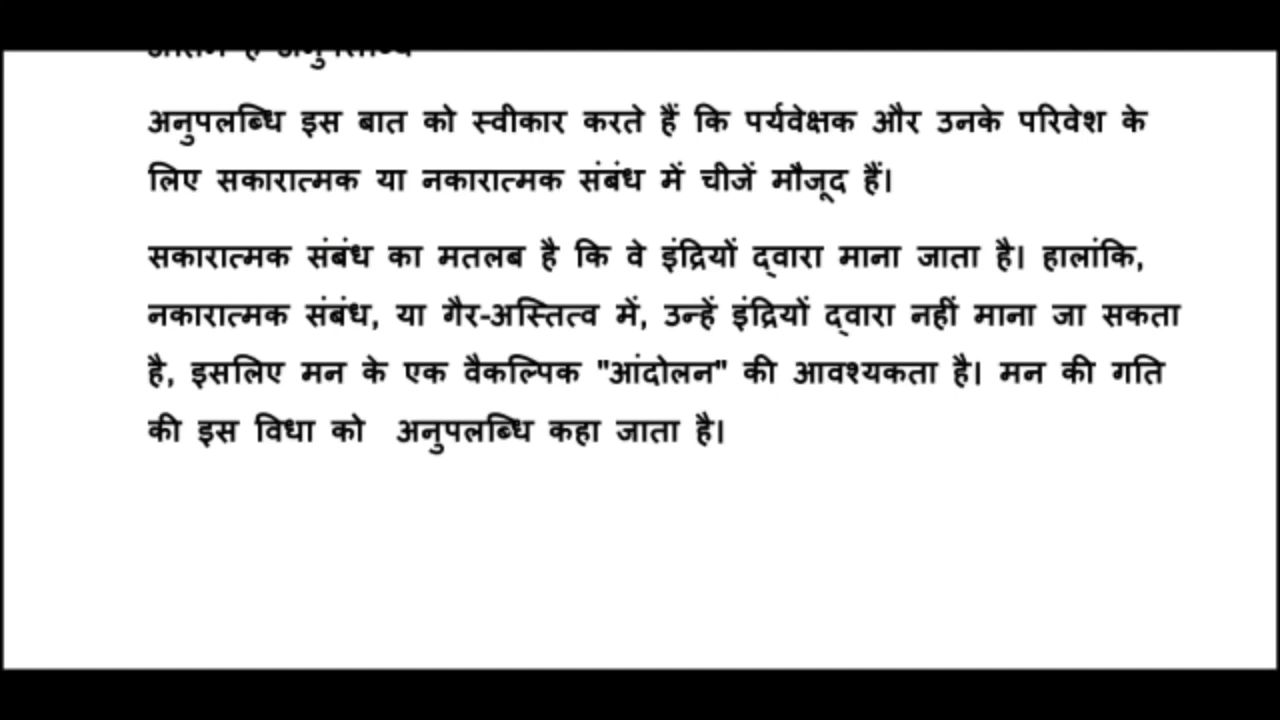 अनुपलब्धि इस बात को स्वीकार करते हैं कि पर्यवेक्षक और उनके परिवेश के
लिए सकारात्मक या नकारात्मक संबंध में चीजें मौजूद हैं।
सकारात्मक संबंध का मतलब है कि वे इंद्रियों द्वारा माना जाता है। हालांकि,
नकारात्मक संबंध, या गैर-अस्तित्व में, उन्हें इंद्रियों द्वारा नहीं माना जा सकता
है, इसलिए मन के एक वैकल्पिक "आंदोलन" की आवश्यकता है। मन की गति
की इस विधा को अनुपलब्धि कहा जाता है।